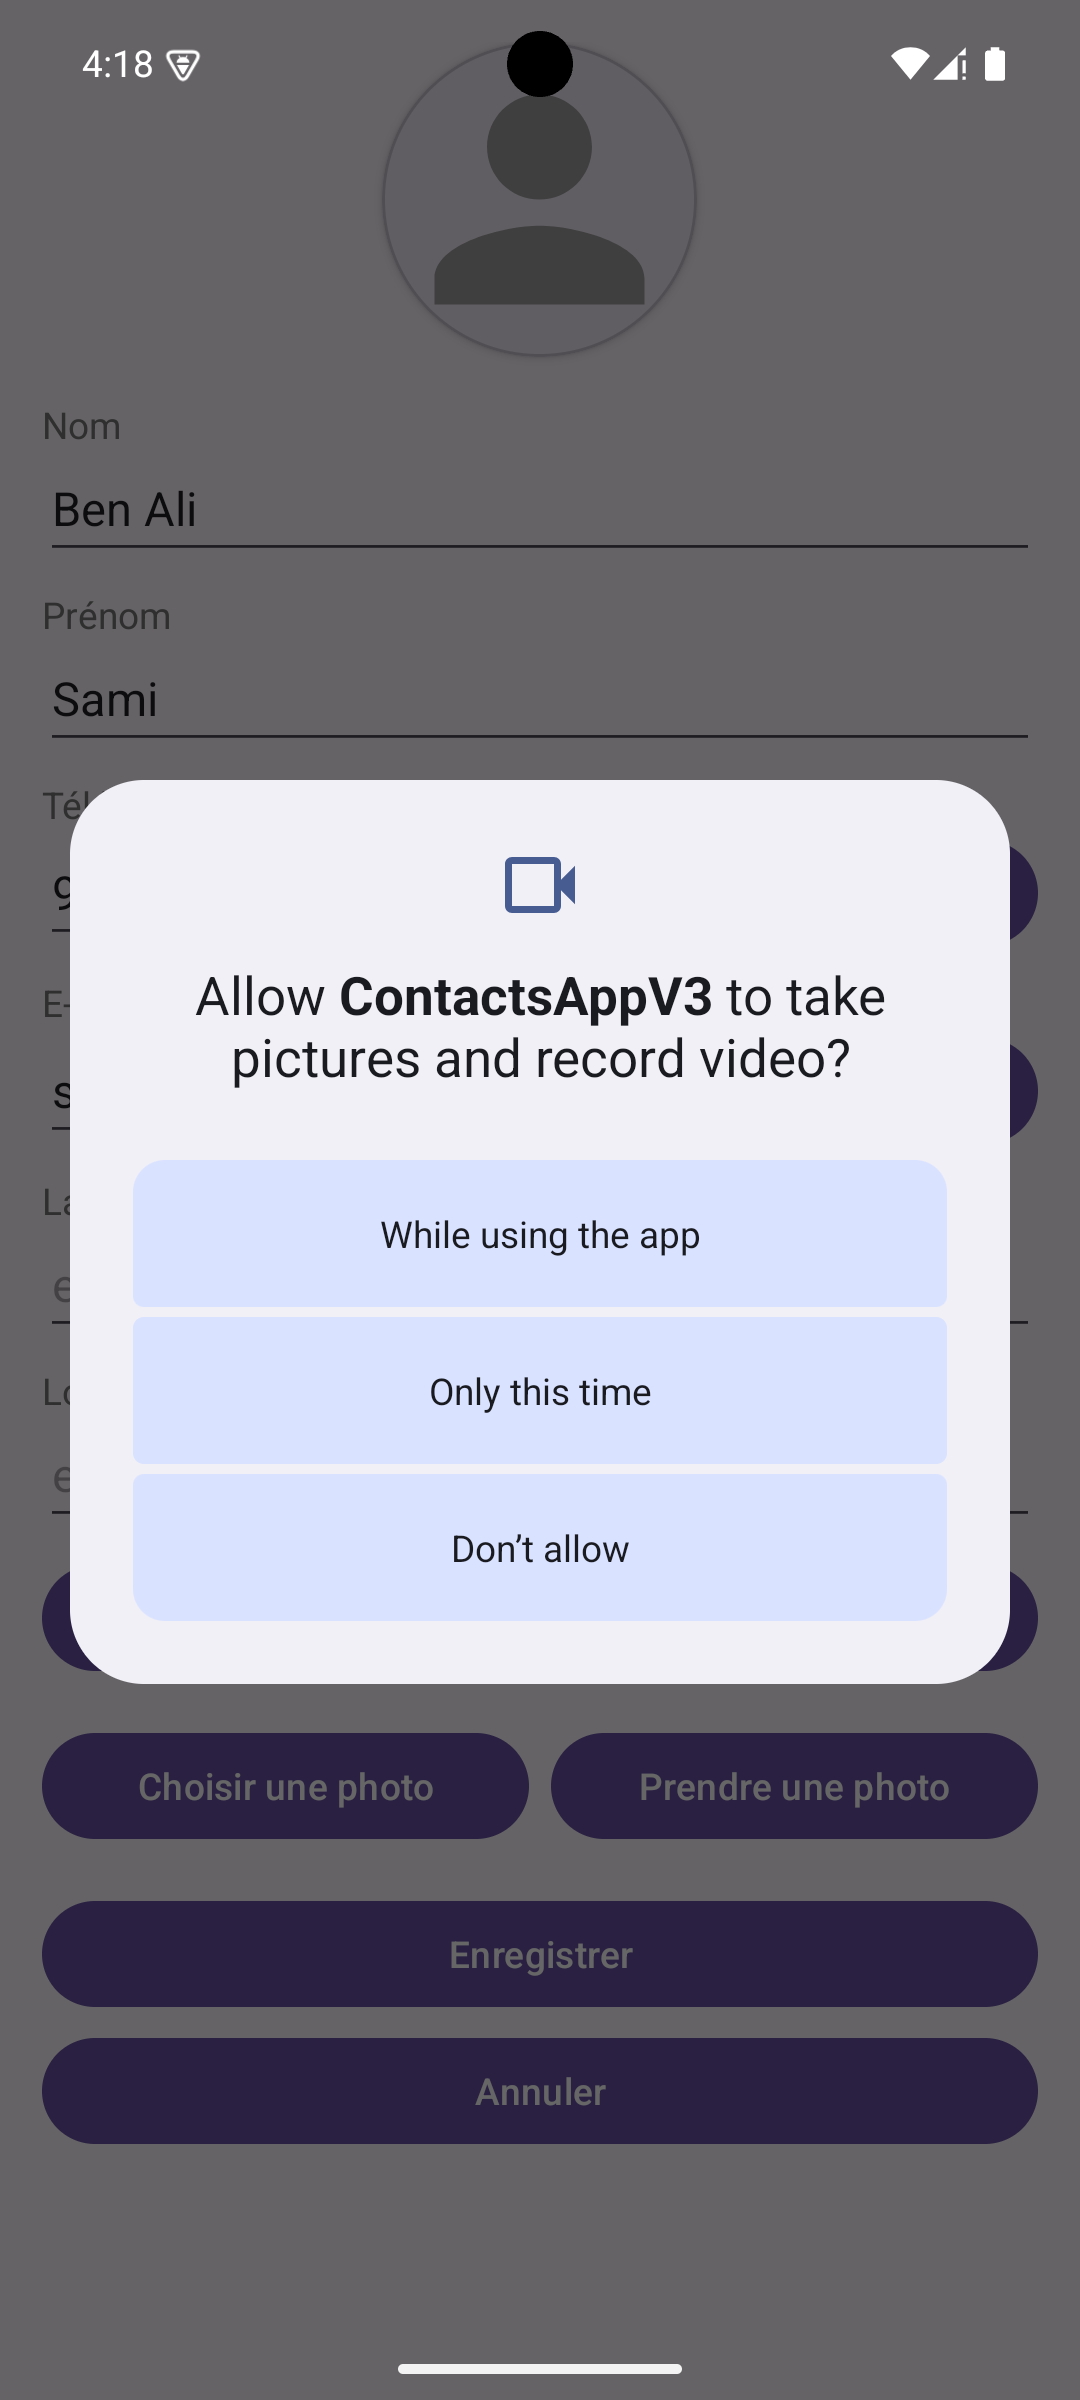 4:18
Nom
Ben Ali
Prénom
Sami
Allow ContactsAppV3 to take
pictures and record video?
While using the app
Only this time
Don’t allow
Choisir une photo
Prendre une photo
Enregistrer
Annuler